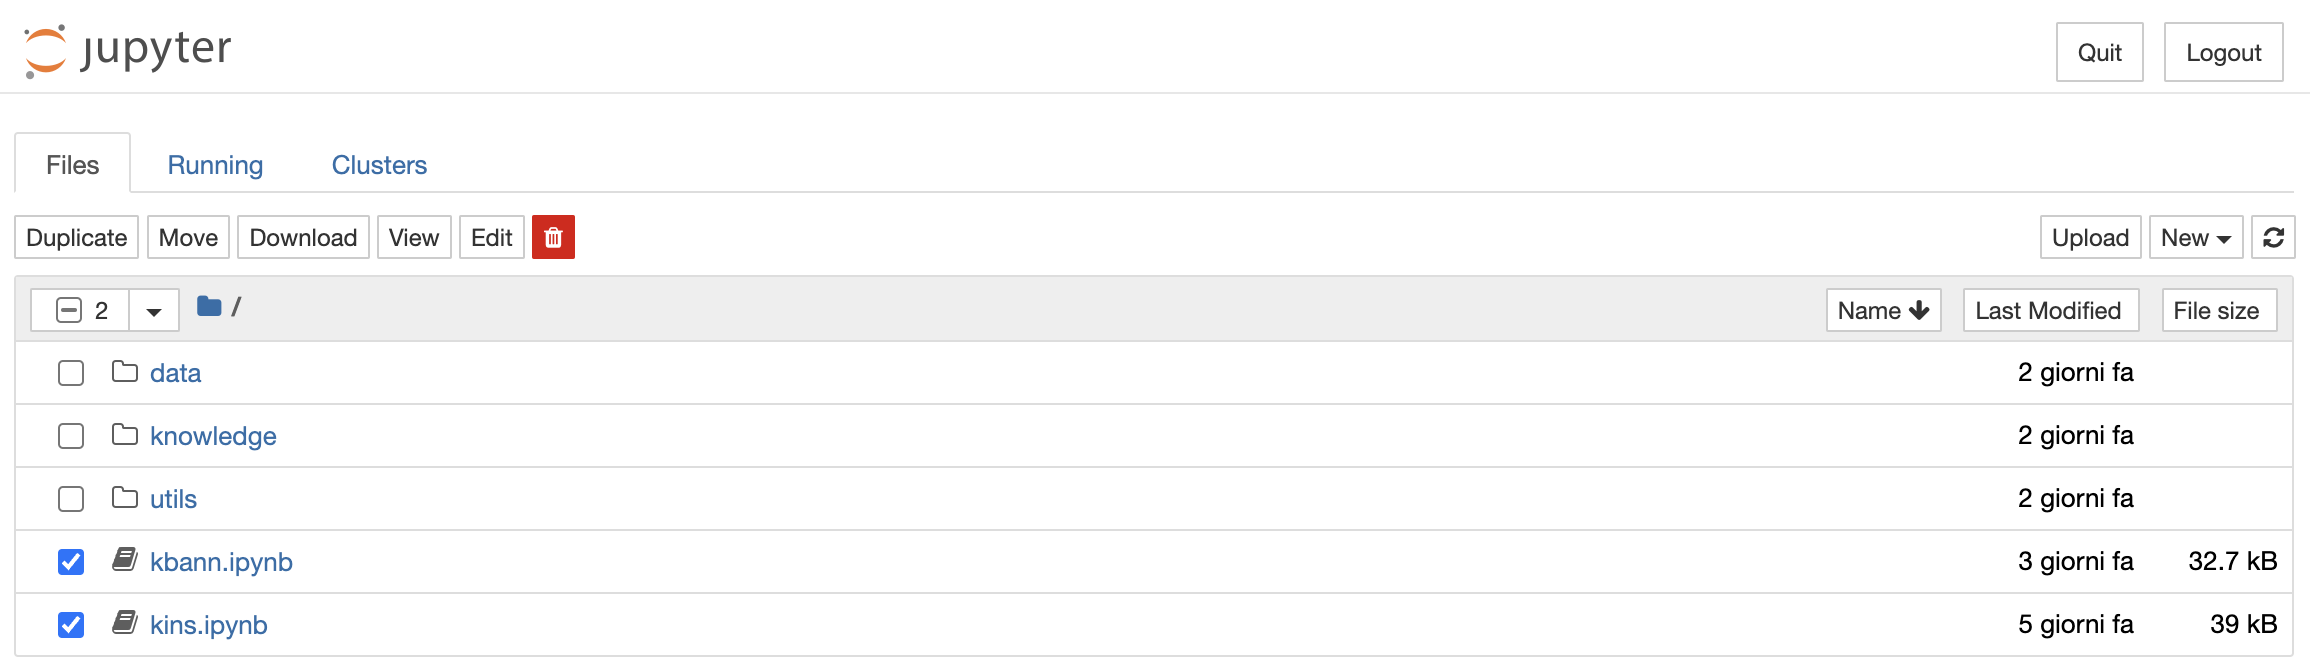 jupyter Quit Logout
Files Running Clusters
Duplicate Move Download View Edit Upload New
2 / Name Last Modified File size
data 2 giorni fa
knowledge 2 giorni fa
utils 2 giorni fa
kbann.ipynb 3 giorni fa 32.7 kB
kins.ipynb 5 giorni fa 39 kB